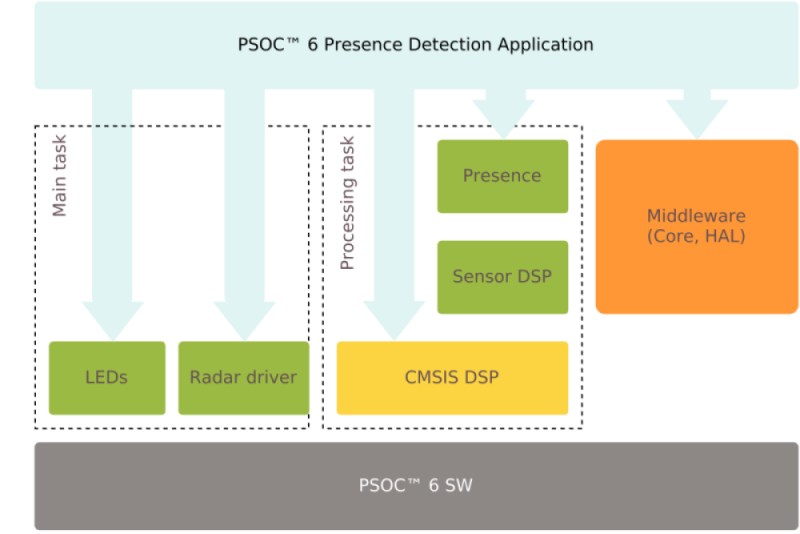 PSOC™ 6 Presence Detection Application
Main task
Processing task
Presence
Middleware
(Core, HAL)
Sensor DSP
LEDs
Radar driver
CMSIS DSP
PSOC™ 6 SW